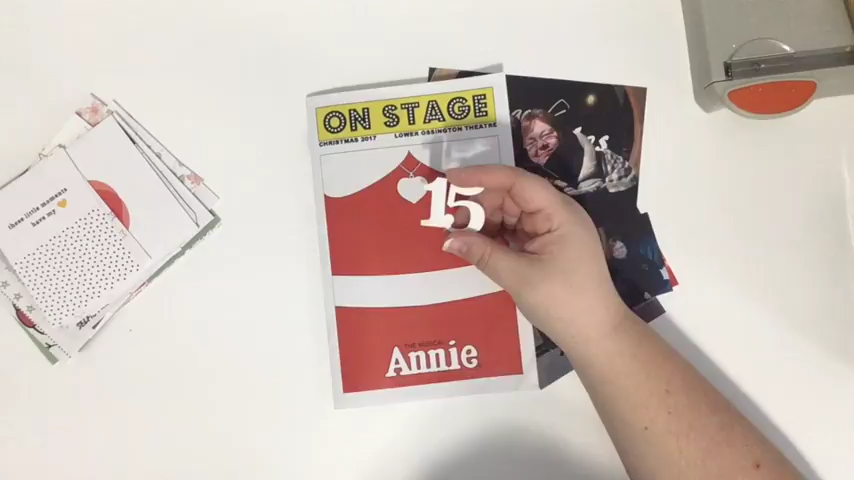 these little moments
have my
ON STAGE
CHRISTMAS 2017 LOWER OSSINGTON THEATRE
15
THE MUSICAL
Annie